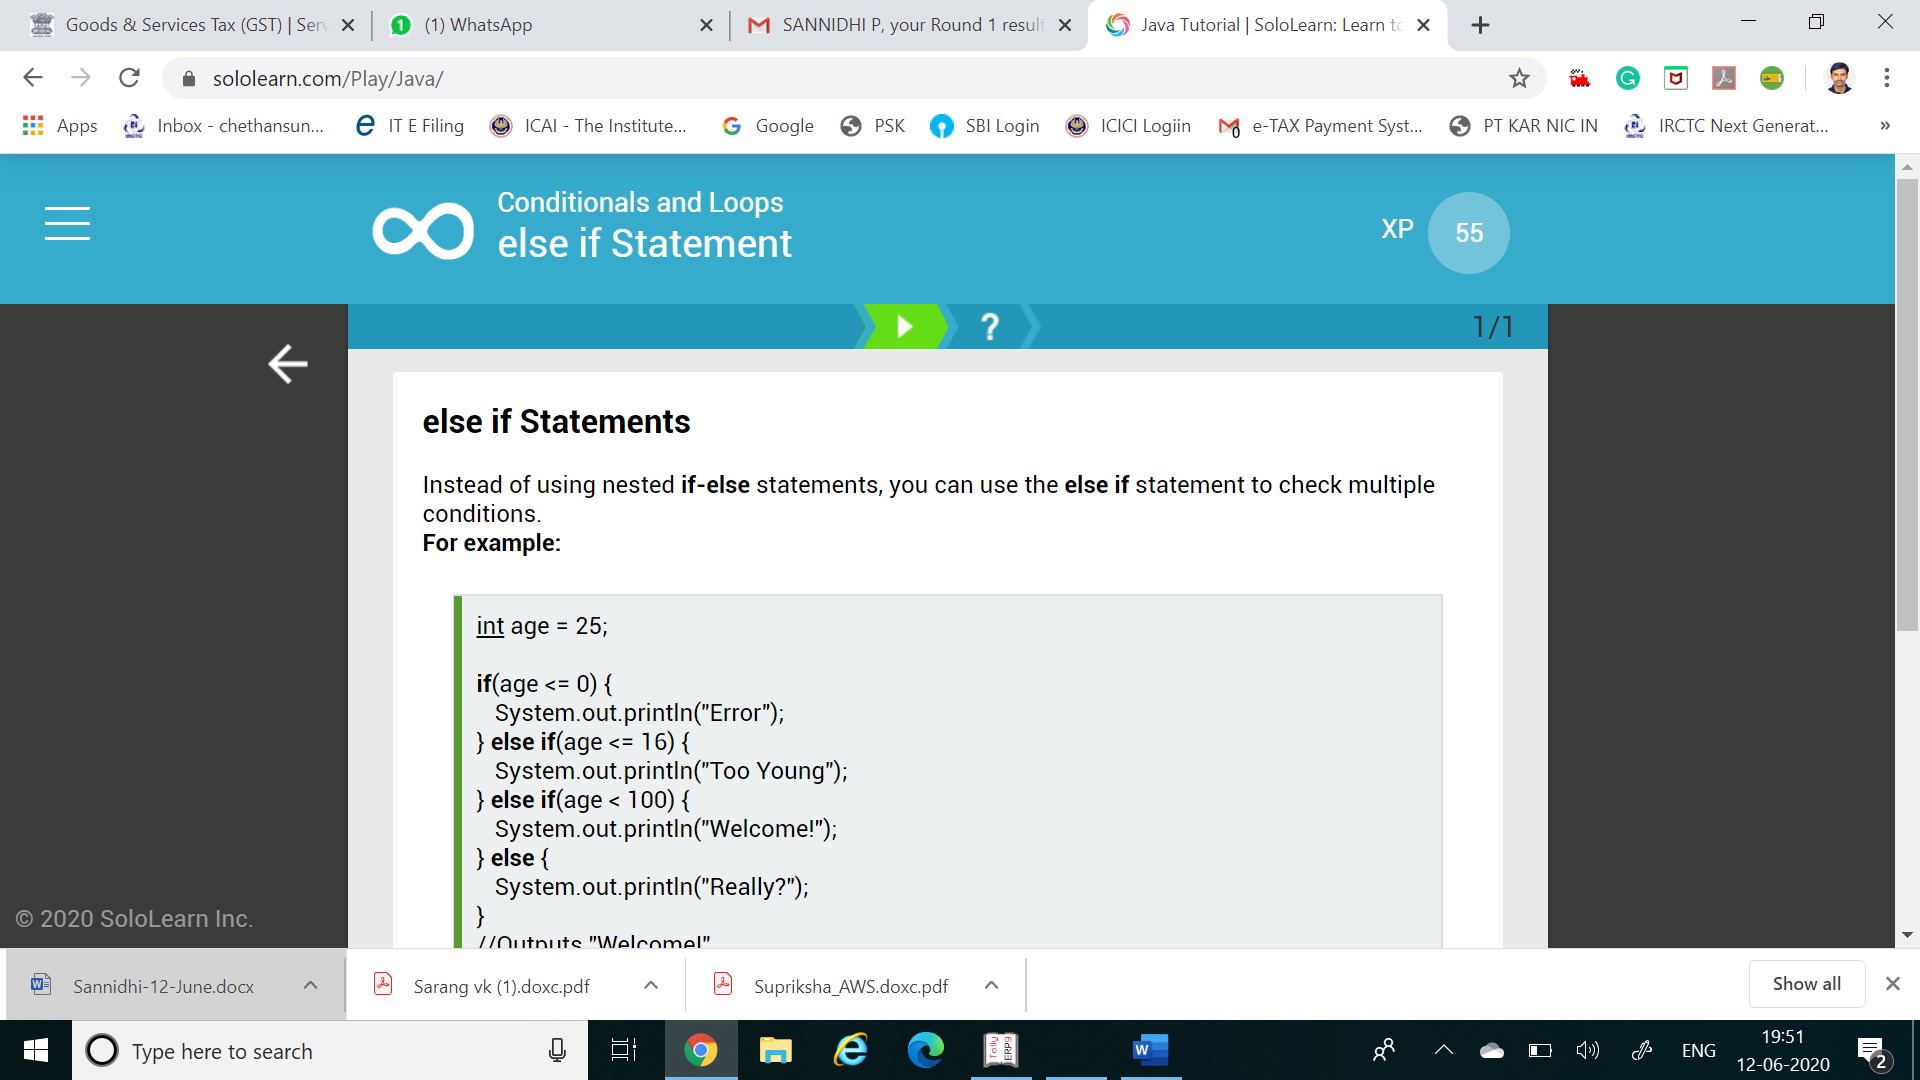 Goods & Services Tax (GST) | Serv
(1) WhatsApp
SANNIDHI P, your Round 1 result
Java Tutorial | SoloLearn: Learn to
sololearn.com/Play/Java/
Apps
Inbox - chethansun...
IT E Filing
ICAI - The Institute...
Google
PSK
SBI Login
ICICI Logiin
e-TAX Payment Syst...
PT KAR NIC IN
IRCTC Next Generat...
»
Conditionals and Loops
else if Statement
XP 55
?
1/1
else if Statements
Instead of using nested if-else statements, you can use the else if statement to check multiple
conditions.
For example:
int age = 25;
if(age <= 0) {
System.out.println("Error");
} else if(age <= 16) {
System.out.println("Too Young");
} else if(age < 100) {
System.out.println("Welcome!");
} else {
System.out.println("Really?");
}
//Outputs "Welcome!"
© 2020 SoloLearn Inc.
Sannidhi-12-June.docx
Sarang vk (1).doxc.pdf
Supriksha_AWS.doxc.pdf
Show all
Type here to search
ENG
19:51
12-06-2020
2